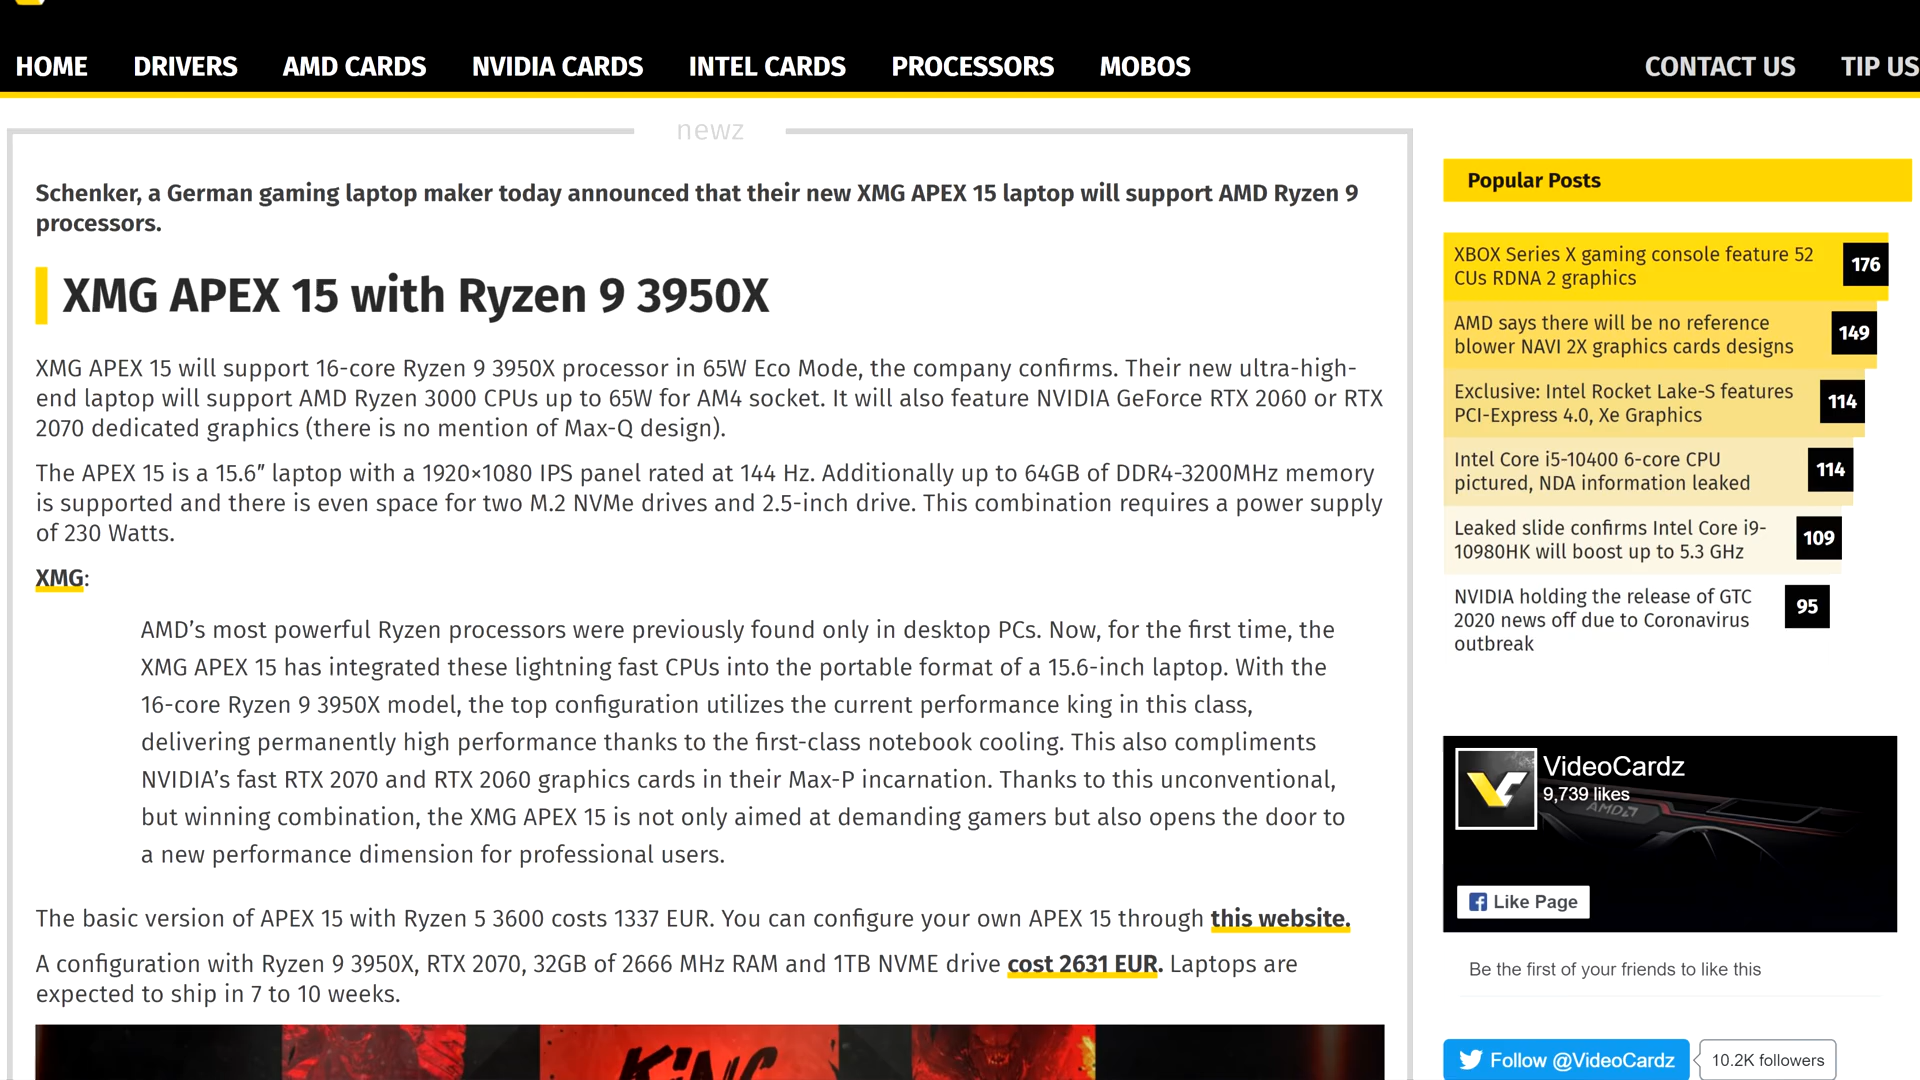 HOME DRIVERS AMD CARDS NVIDIA CARDS INTEL CARDS PROCESSORS MOBOS CONTACT US TIP US
newz
Schenker, a German gaming laptop maker today announced that their new XMG APEX 15 laptop will support AMD Ryzen 9
processors.
XMG APEX 15 with Ryzen 9 3950X
XMG APEX 15 will support 16-core Ryzen 9 3950X processor in 65W Eco Mode, the company confirms. Their new ultra-high-
end laptop will support AMD Ryzen 3000 CPUs up to 65W for AM4 socket. It will also feature NVIDIA GeForce RTX 2060 or RTX
2070 dedicated graphics (there is no mention of Max-Q design).
The APEX 15 is a 15.6″ laptop with a 1920×1080 IPS panel rated at 144 Hz. Additionally up to 64GB of DDR4-3200MHz memory
is supported and there is even space for two M.2 NVMe drives and 2.5-inch drive. This combination requires a power supply
of 230 Watts.
XMG:
AMD’s most powerful Ryzen processors were previously found only in desktop PCs. Now, for the first time, the
XMG APEX 15 has integrated these lightning fast CPUs into the portable format of a 15.6-inch laptop. With the
16-core Ryzen 9 3950X model, the top configuration utilizes the current performance king in this class,
delivering permanently high performance thanks to the first-class notebook cooling. This also compliments
NVIDIA’s fast RTX 2070 and RTX 2060 graphics cards in their Max-P incarnation. Thanks to this unconventional,
but winning combination, the XMG APEX 15 is not only aimed at demanding gamers but also opens the door to
a new performance dimension for professional users.
The basic version of APEX 15 with Ryzen 5 3600 costs 1337 EUR. You can configure your own APEX 15 through this website.
A configuration with Ryzen 9 3950X, RTX 2070, 32GB of 2666 MHz RAM and 1TB NVME drive cost 2631 EUR. Laptops are
expected to ship in 7 to 10 weeks.
KiNG
Popular Posts
XBOX Series X gaming console feature 52
CUs RDNA 2 graphics
176
AMD says there will be no reference
blower NAVI 2X graphics cards designs
149
Exclusive: Intel Rocket Lake-S features
PCI-Express 4.0, Xe Graphics
114
Intel Core i5-10400 6-core CPU
pictured, NDA information leaked
114
Leaked slide confirms Intel Core i9-
10980HK will boost up to 5.3 GHz
109
NVIDIA holding the release of GTC
2020 news off due to Coronavirus
outbreak
95
VideoCardz
9,739 likes
AMD
Like Page
Be the first of your friends to like this
Follow @VideoCardz
10.2K followers